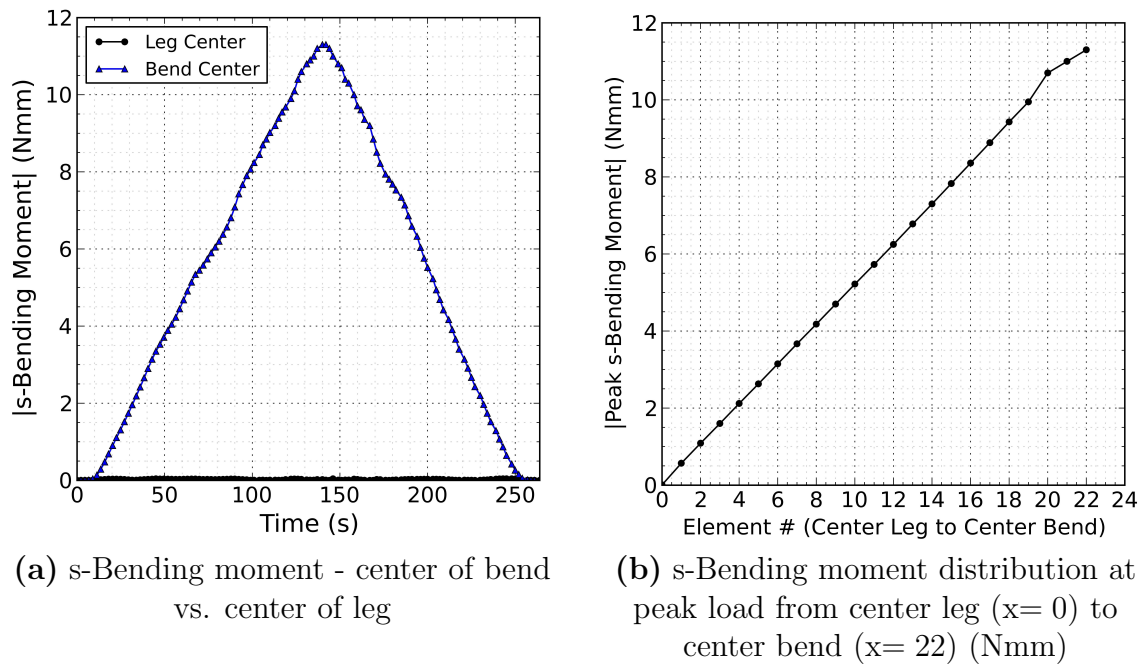 Leg Center
Bend Center
|s-Bending Moment| (Nmm)
12
10
8
6
4
2
0
0 50 100 150 200 250
Time (s)
(a) s-Bending moment - center of bend
vs. center of leg
|Peak s-Bending Moment| (Nmm)
12
10
8
6
4
2
0
0 2 4 6 8 10 12 14 16 18 20 22 24
Element # (Center Leg to Center Bend)
(b) s-Bending moment distribution at
peak load from center leg (x= 0) to
center bend (x= 22) (Nmm)